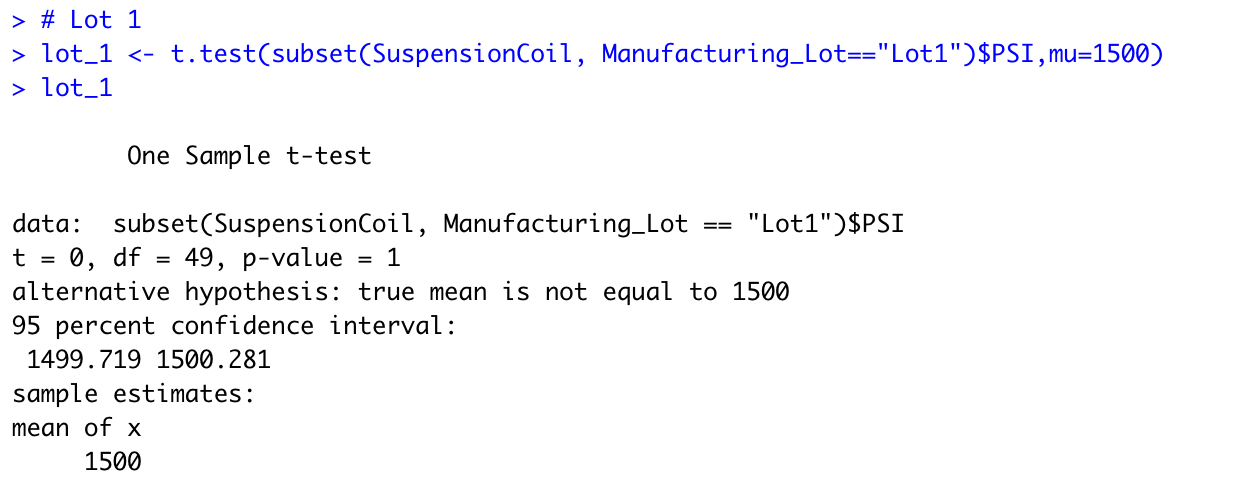 > # Lot 1
> lot_1 <- t.test(subset(SuspensionCoil, Manufacturing_Lot=="Lot1")$PSI,mu=1500)
> lot_1
One Sample t-test
data:  subset(SuspensionCoil, Manufacturing_Lot == "Lot1")$PSI
t = 0, df = 49, p-value = 1
alternative hypothesis: true mean is not equal to 1500
95 percent confidence interval:
1499.719 1500.281
sample estimates:
mean of x
1500